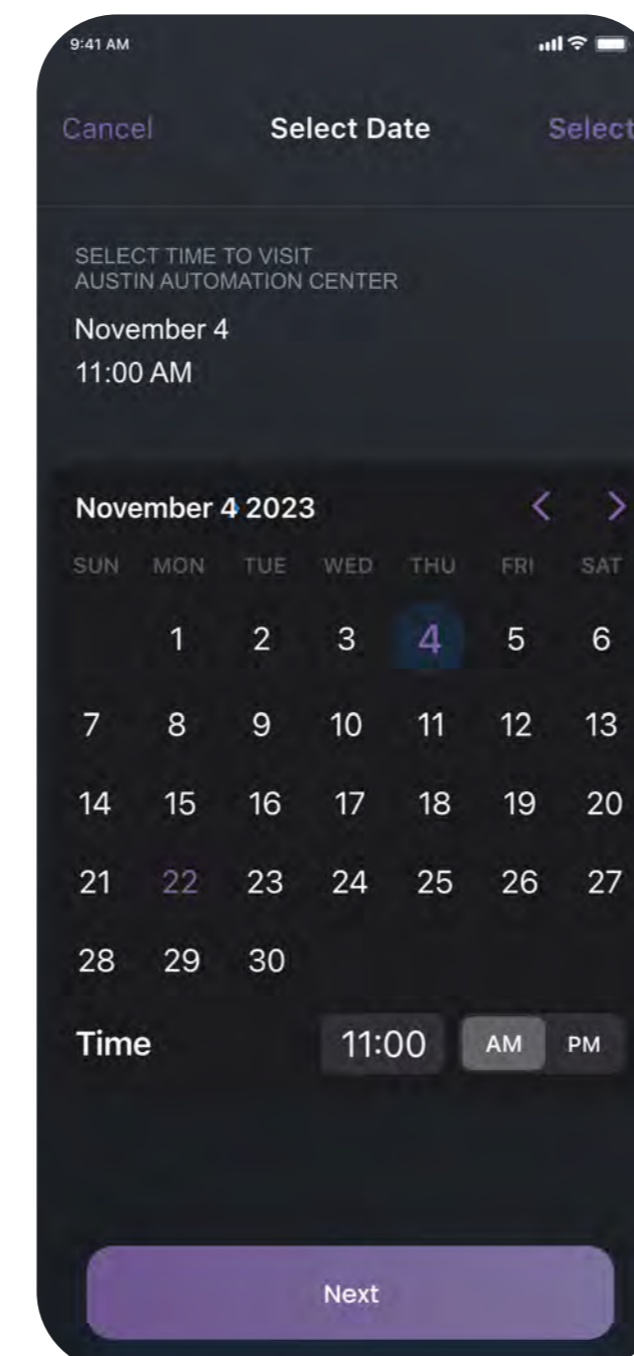 9:41 AM
Cancel Select Date Select
SELECT TIME TO VISIT
AUSTIN AUTOMATION CENTER
November 4
11:00 AM
November 4 2023
SUN MON TUE WED THU FRI SAT
1 2 3 4 5 6
7 8 9 10 11 12 13
14 15 16 17 18 19 20
21 22 23 24 25 26 27
28 29 30
Time 11:00 AM PM
Next